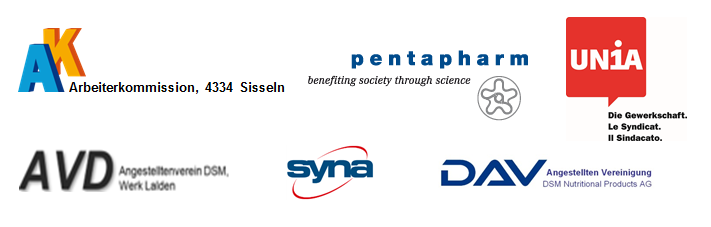 AK
Arbeiterkommission, 4334 Sisseln
pentapharm
benefiting society through science
UNiA
Die Gewerkschaft.
Le Syndicat.
Il Sindacato.
AVD
Angestelltenverein DSM,
Werk Lalden
syna
DAV
Angestellten Vereinigung
DSM Nutritional Products AG